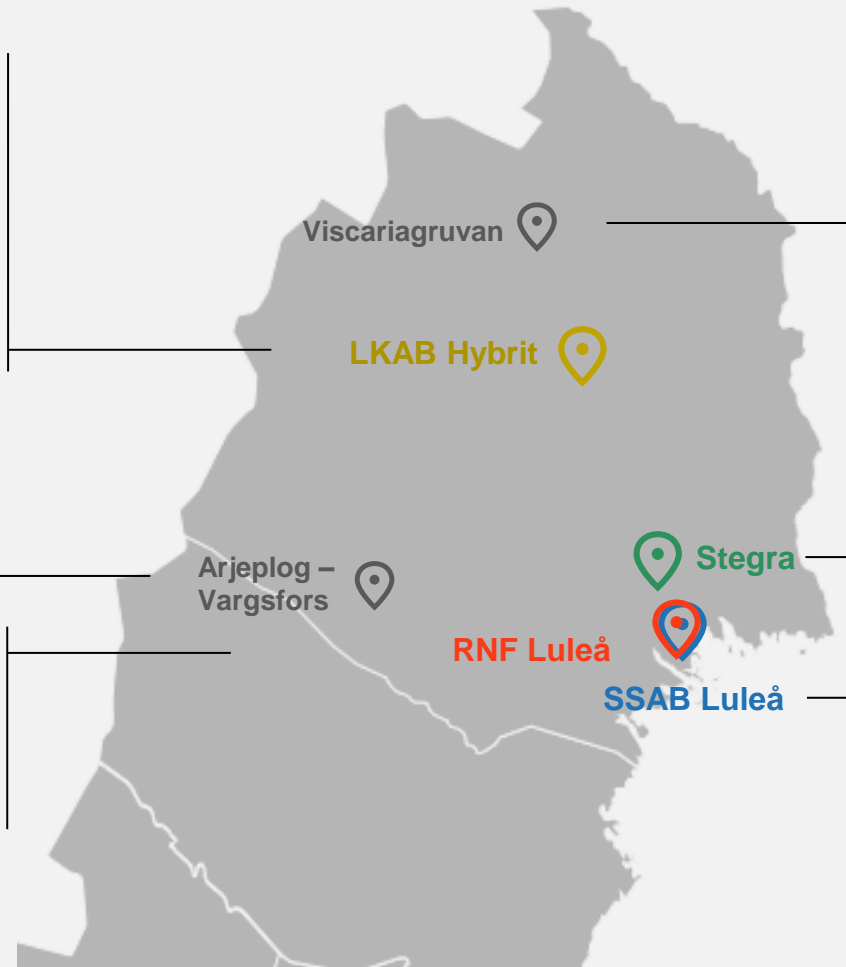 Viscariagruvan
LKAB Hybrit
Stegra
Arjeplog –
Vargsfors
RNF Luleå
SSAB Luleå